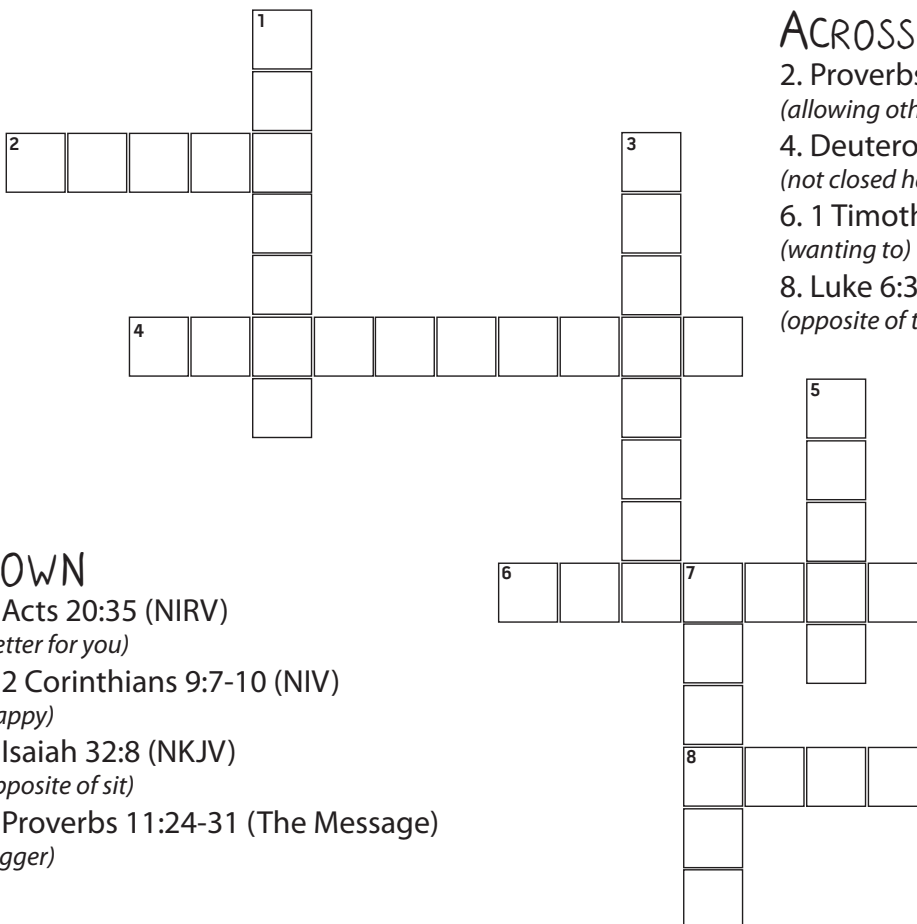 ACROSS
2. Proverbs
(allowing oth
4. Deutero
(not closed ha
6. 1 Timoth
(wanting to)
8. Luke 6:3
(opposite of t
1
2
3
4
5
6
7
8
OWN
Acts 20:35 (NIRV)
etter for you)
2 Corinthians 9:7-10 (NIV)
appy)
Isaiah 32:8 (NKJV)
pposite of sit)
Proverbs 11:24-31 (The Message)
gger)